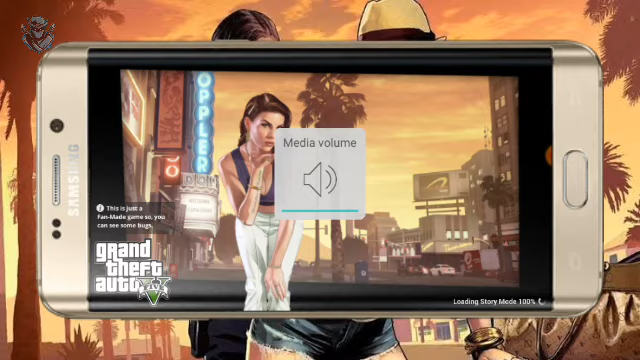 OPPLER
Media volume
SAMSUNG
This is just a
Fan-Made game so, you
can see some bugs.
grand
theft
auto
V
Loading Story Mode 100%